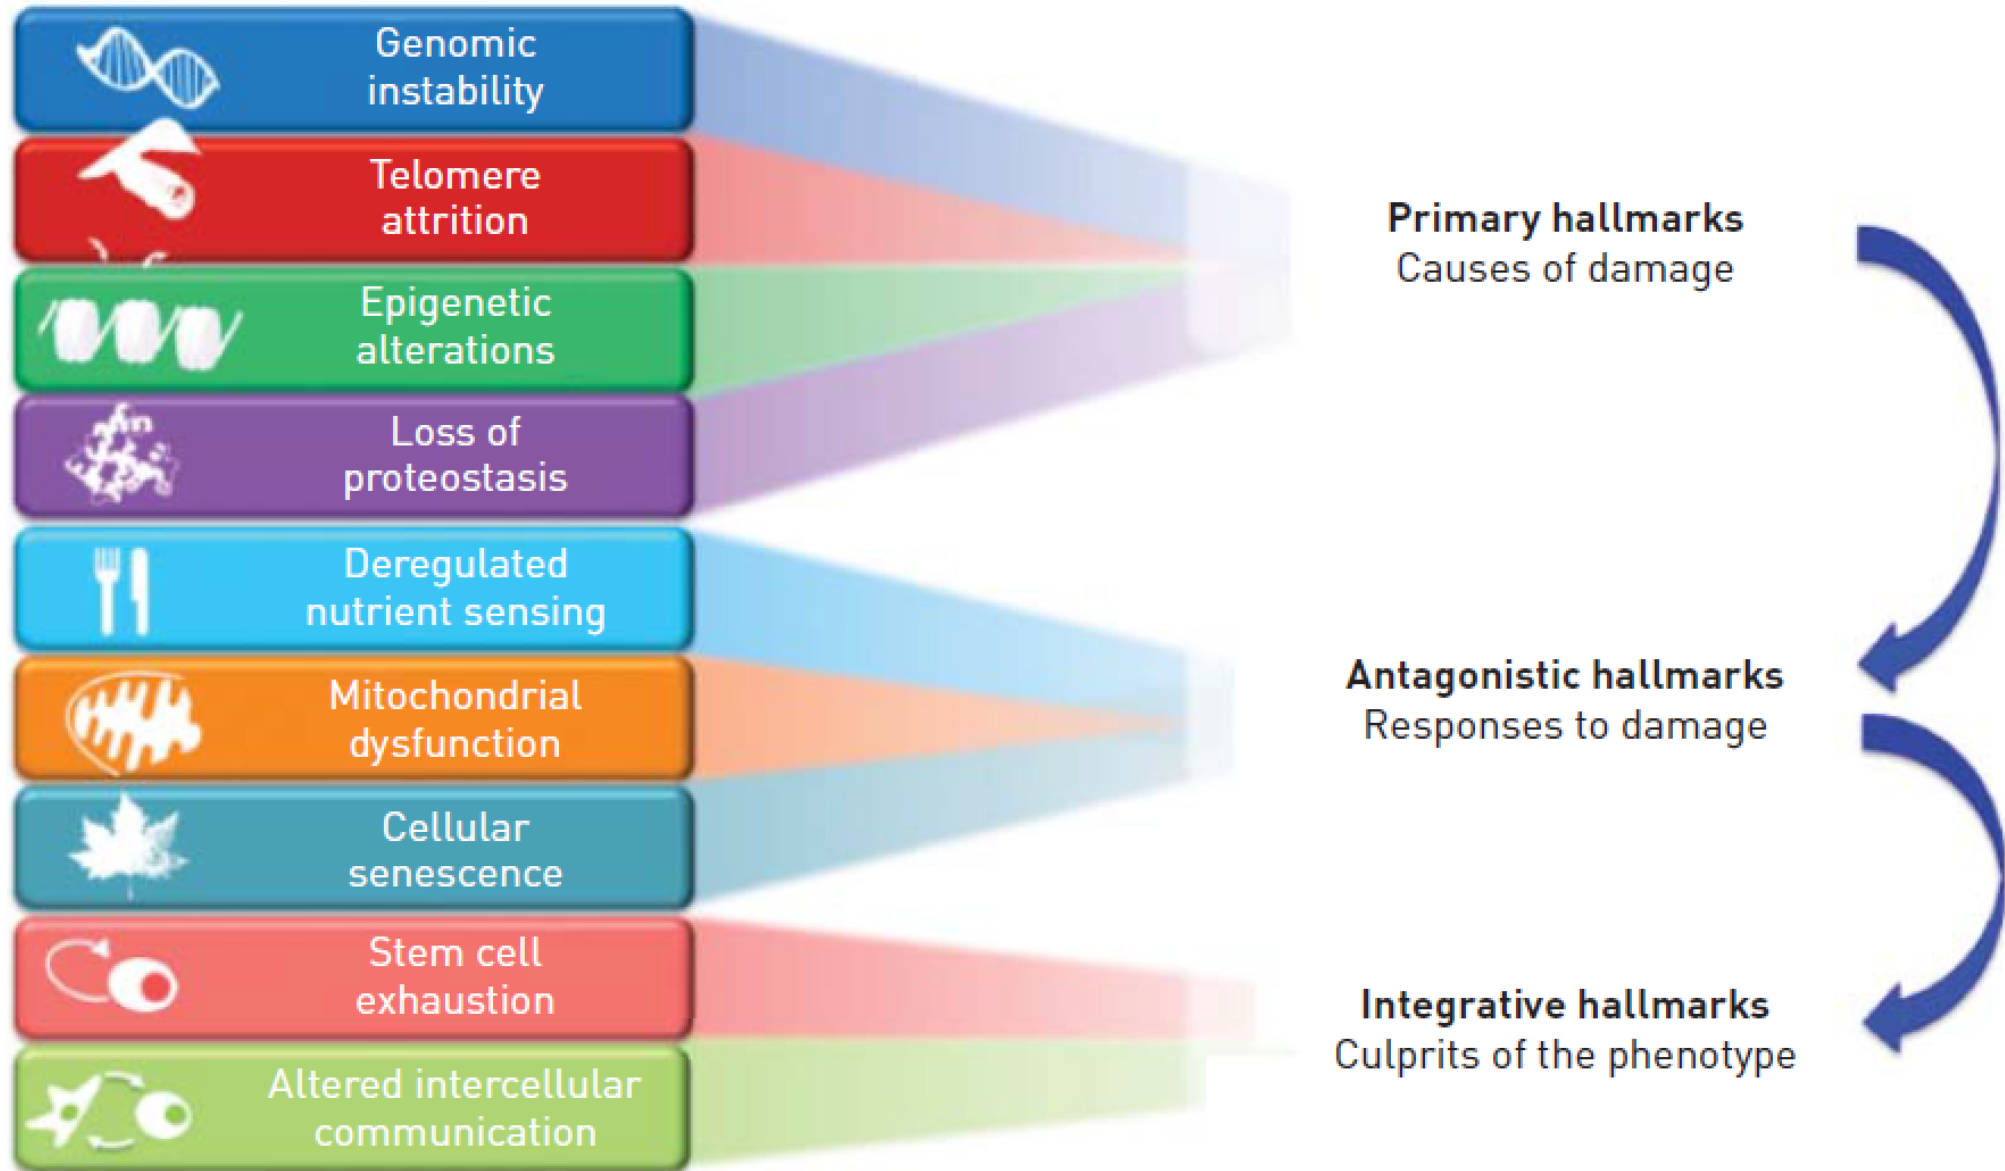 Genomic
instability
Telomere
attrition
Epigenetic
alterations
Loss of
proteostasis
Deregulated
nutrient sensing
Mitochondrial
dysfunction
Cellular
senescence
Stem cell
exhaustion
Altered intercellular
communication
Primary hallmarks
Causes of damage
Antagonistic hallmarks
Responses to damage
Integrative hallmarks
Culprits of the phenotype